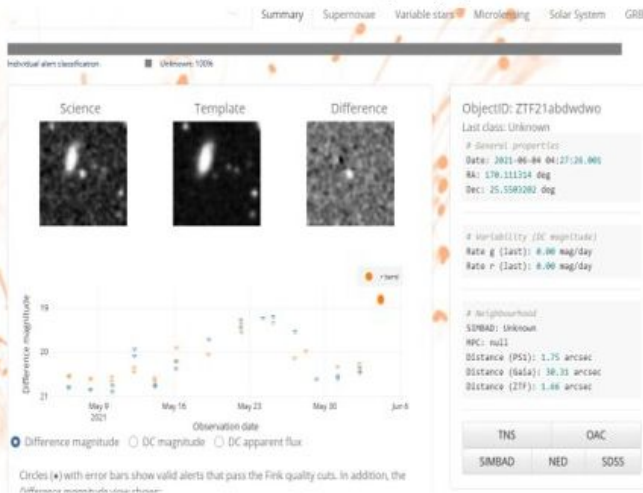 Summary Supernovae Variable stars Microlensing Solar System GRB
Individual alert classification Unknown: 100%
Science Template Difference
r band
Difference magnitude
19
20
21
May 9 May 16 May 23 May 30 Jun 6
2021
Observation date
Difference magnitude DC magnitude DC apparent flux
Circles (●) with error bars show valid alerts that pass the Fink quality cuts. In addition, the
Difference magnitude view shows:
ObjectID: ZTF21abdwdwo
Last class: Unknown
# General properties
Date: 2021-06-04 04:27:26.001
RA: 170.111314 deg
Dec: 25.5503202 deg
# Variability (DC magnitude)
Rate g (last): 0.00 mag/day
Rate r (last): 0.00 mag/day
# Neighbourhood
SIMBAD: Unknown
MPC: null
Distance (PS1): 1.75 arcsec
Distance (Gaia): 30.31 arcsec
Distance (ZTF): 1.66 arcsec
TNS OAC
SIMBAD NED SDSS